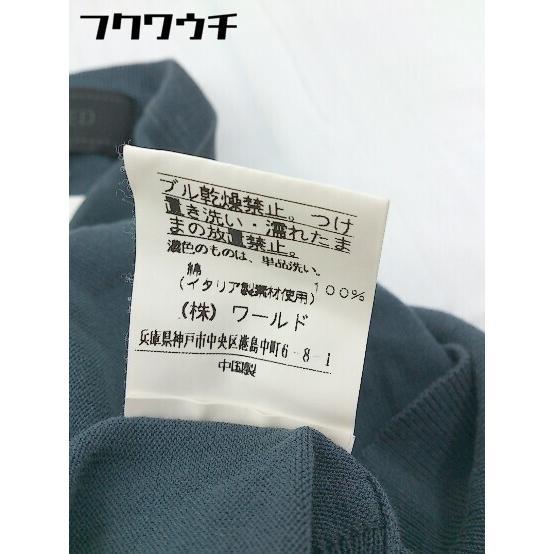 フクワウチ
ED
ブル乾燥禁止。つけ
置き洗い・濡れたま
まの放置禁止。
濃色のものは、単品洗い。
綿 100%
(イタリア製素材使用)
(株) ワールド
兵庫県神戸市中央区港島中町6-8-1
中国製